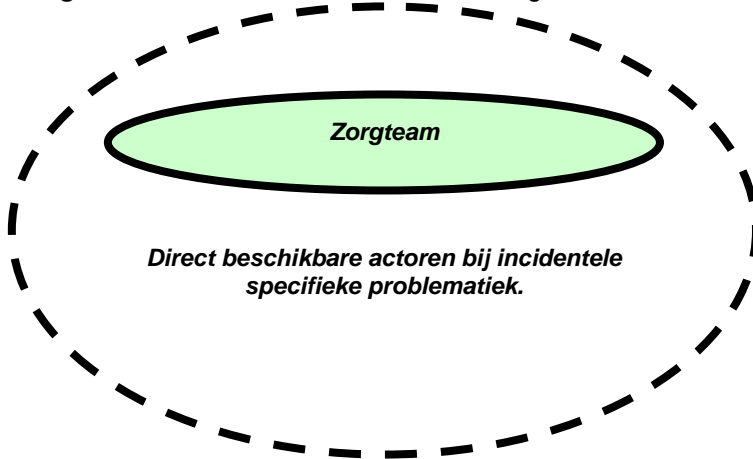 Zorgteam
Direct beschikbare actoren bij incidentele
specifieke problematiek.